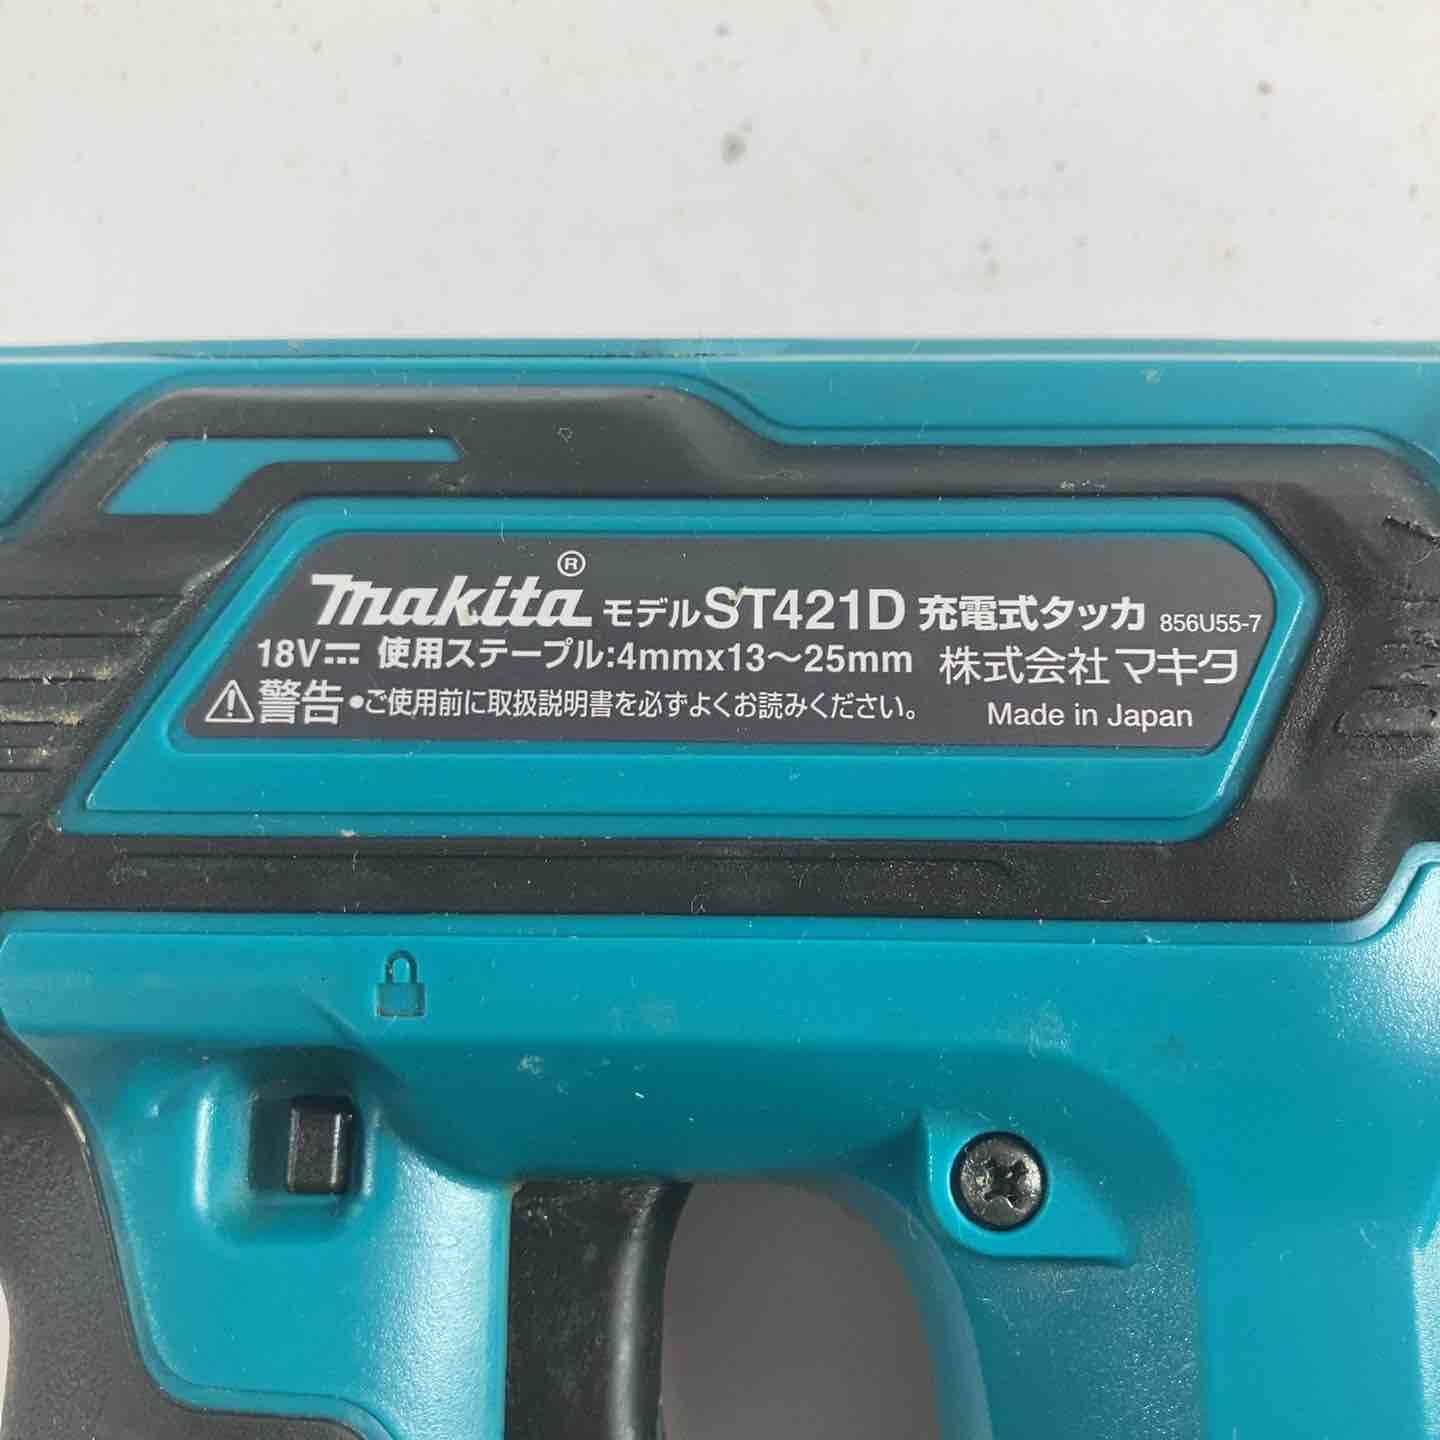 makita® モデルST421D 充電式タッカ 856U55-7
18V⎓ 使用ステープル:4mmx13〜25mm 株式会社マキタ
⚠警告 •ご使用前に取扱説明書を必ずよくお読みください。 Made in Japan